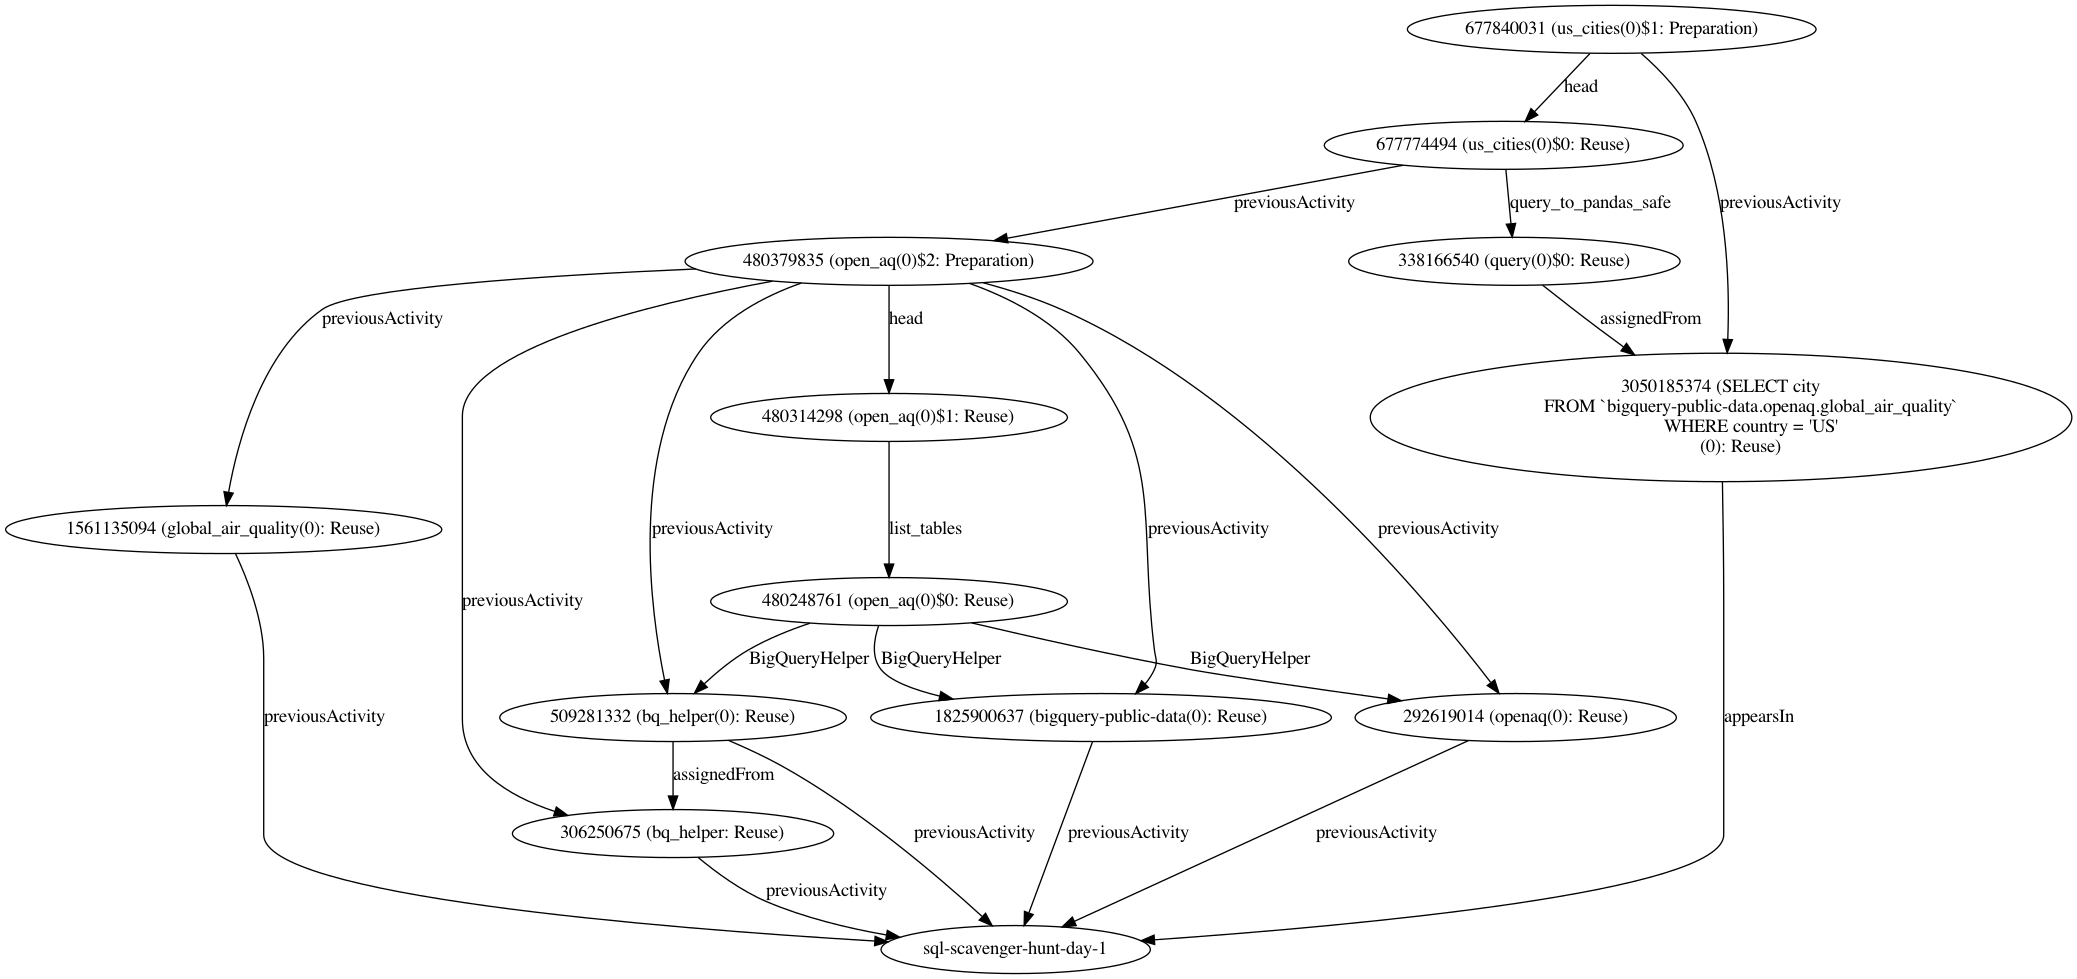 677840031 (us_cities(0)$1: Preparation)
head
677774494 (us_cities(0)$0: Reuse)
previousActivity
query_to_pandas_safe
previousActivity
480379835 (open_aq(0)$2: Preparation)
338166540 (query(0)$0: Reuse)
previousActivity
head
assignedFrom
3050185374 (SELECT city
FROM `bigquery-public-data.openaq.global_air_quality`
WHERE country = 'US'
(0): Reuse)
480314298 (open_aq(0)$1: Reuse)
1561135094 (global_air_quality(0): Reuse)
previousActivity
list_tables
previousActivity
previousActivity
previousActivity
480248761 (open_aq(0)$0: Reuse)
BigQueryHelper
BigQueryHelper
BigQueryHelper
previousActivity
509281332 (bq_helper(0): Reuse)
1825900637 (bigquery-public-data(0): Reuse)
292619014 (openaq(0): Reuse)
appearsIn
assignedFrom
306250675 (bq_helper: Reuse)
previousActivity
previousActivity
previousActivity
previousActivity
sql-scavenger-hunt-day-1